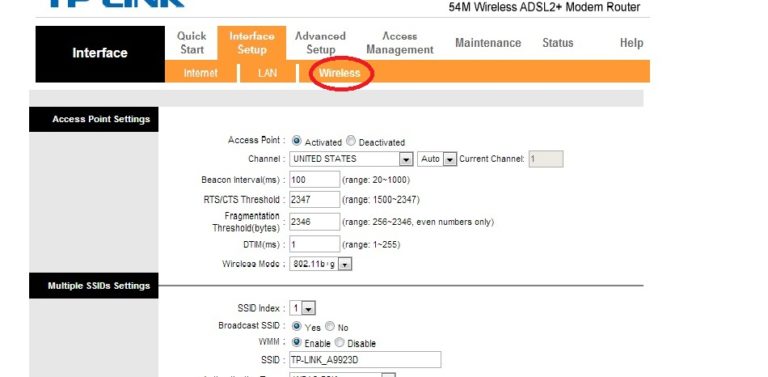 TP-LINK
54M Wireless ADSL2+ Modem Router
Interface
Quick Start
Interface Setup
Advanced Setup
Access Management
Maintenance
Status
Help
Internet
LAN
Wireless
Access Point Settings
Access Point : Activated Deactivated
Channel : UNITED STATES Auto Current Channel: 1
Beacon Interval(ms) : 100 (range: 20~1000)
RTS/CTS Threshold : 2347 (range: 1500~2347)
Fragmentation Threshold(bytes) : 2346 (range: 256~2346, even numbers only)
DTIM(ms) : 1 (range: 1~255)
Wireless Mode : 802.11b+g
Multiple SSIDs Settings
SSID Index : 1
Broadcast SSID : Yes No
WMM : Enable Disable
SSID : TP-LINK_A9923D